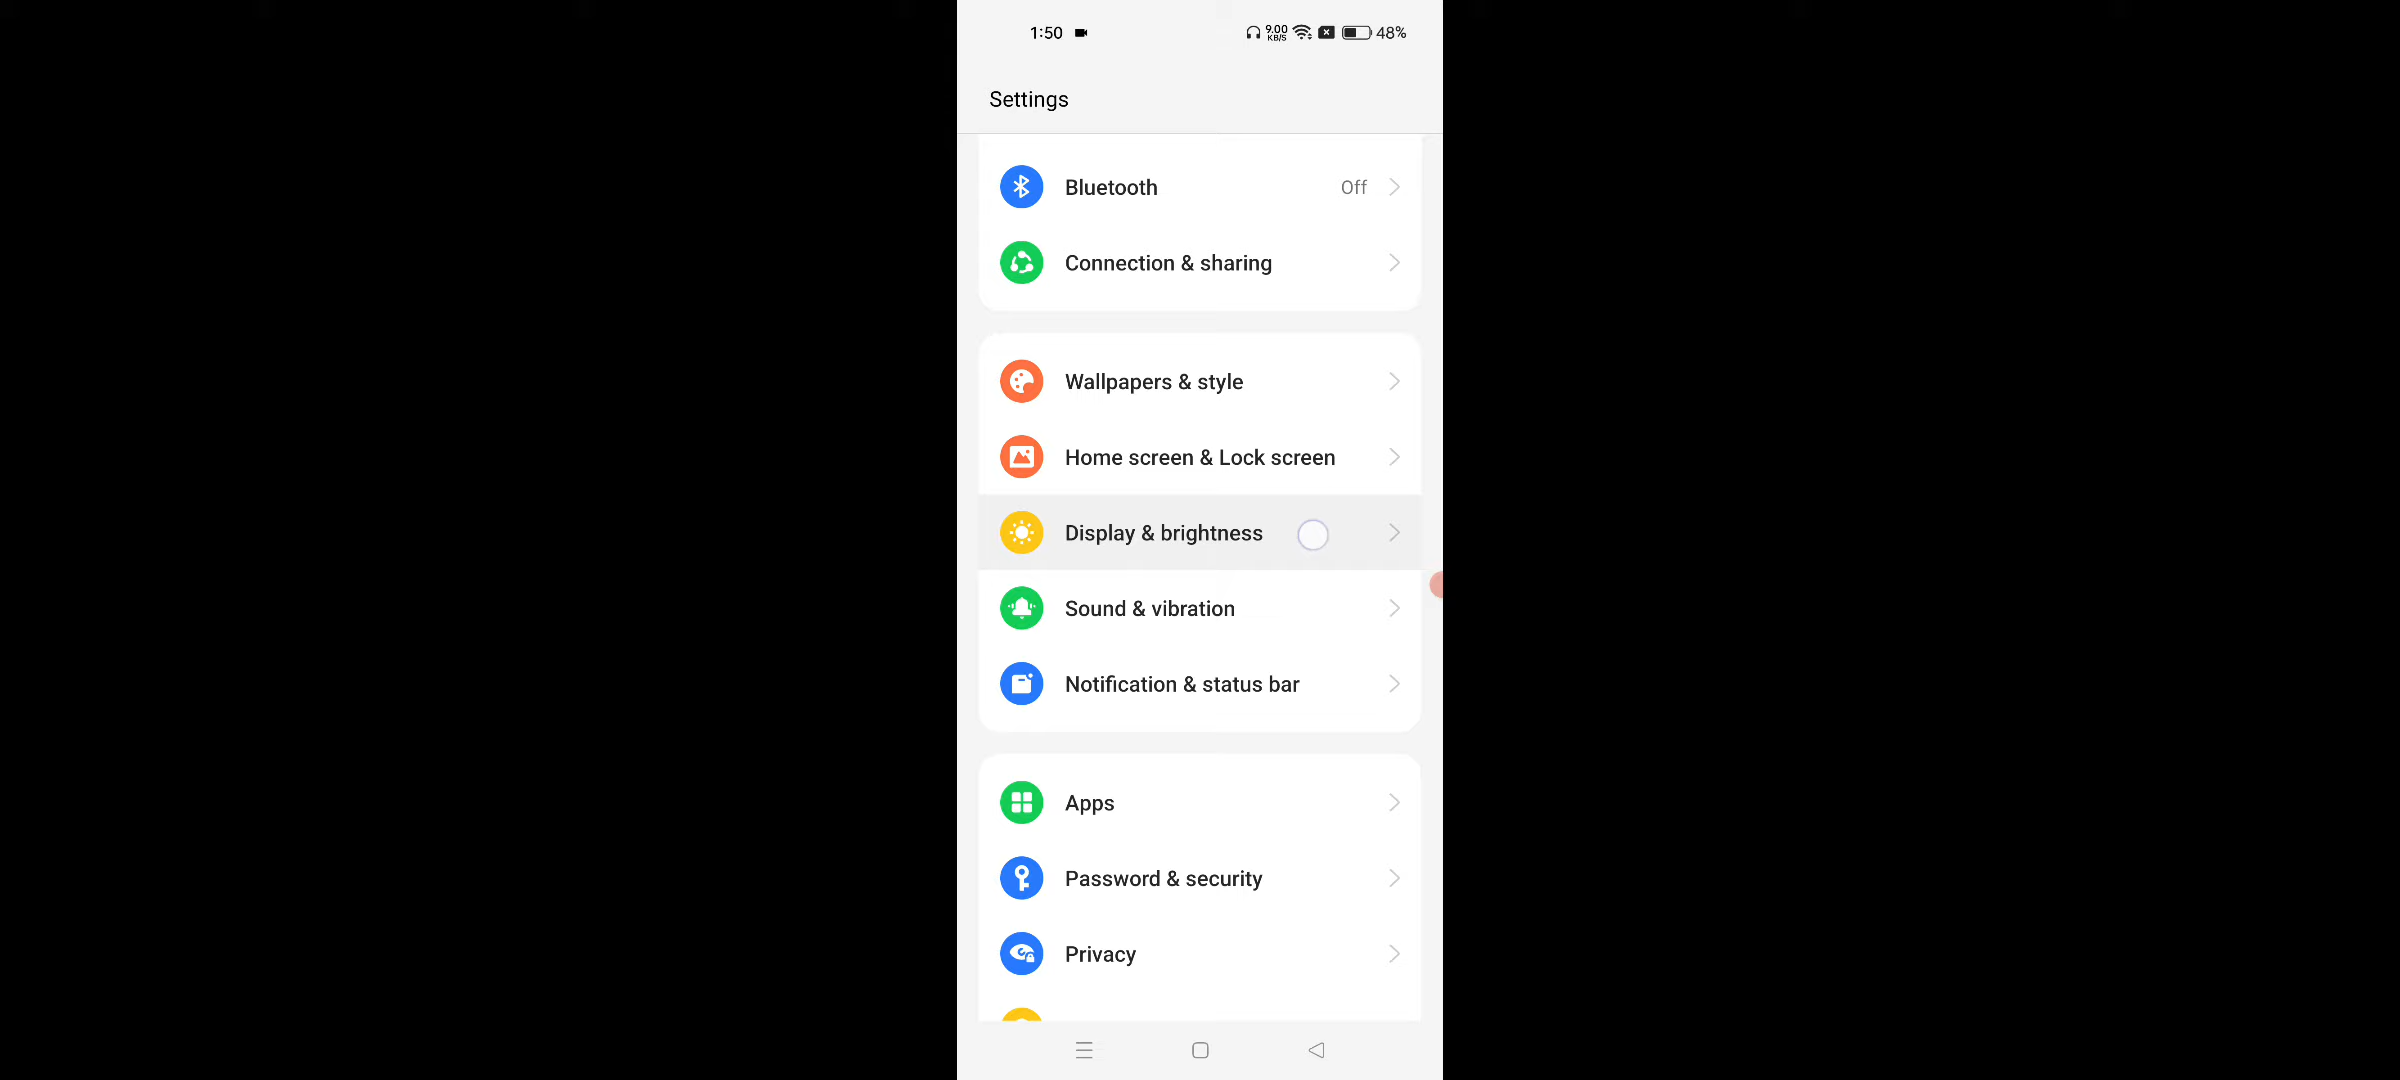 1:50 9.00 KB/S 48%
Settings
Bluetooth Off
Connection & sharing
Wallpapers & style
Home screen & Lock screen
Display & brightness
Sound & vibration
Notification & status bar
Apps
Password & security
Privacy